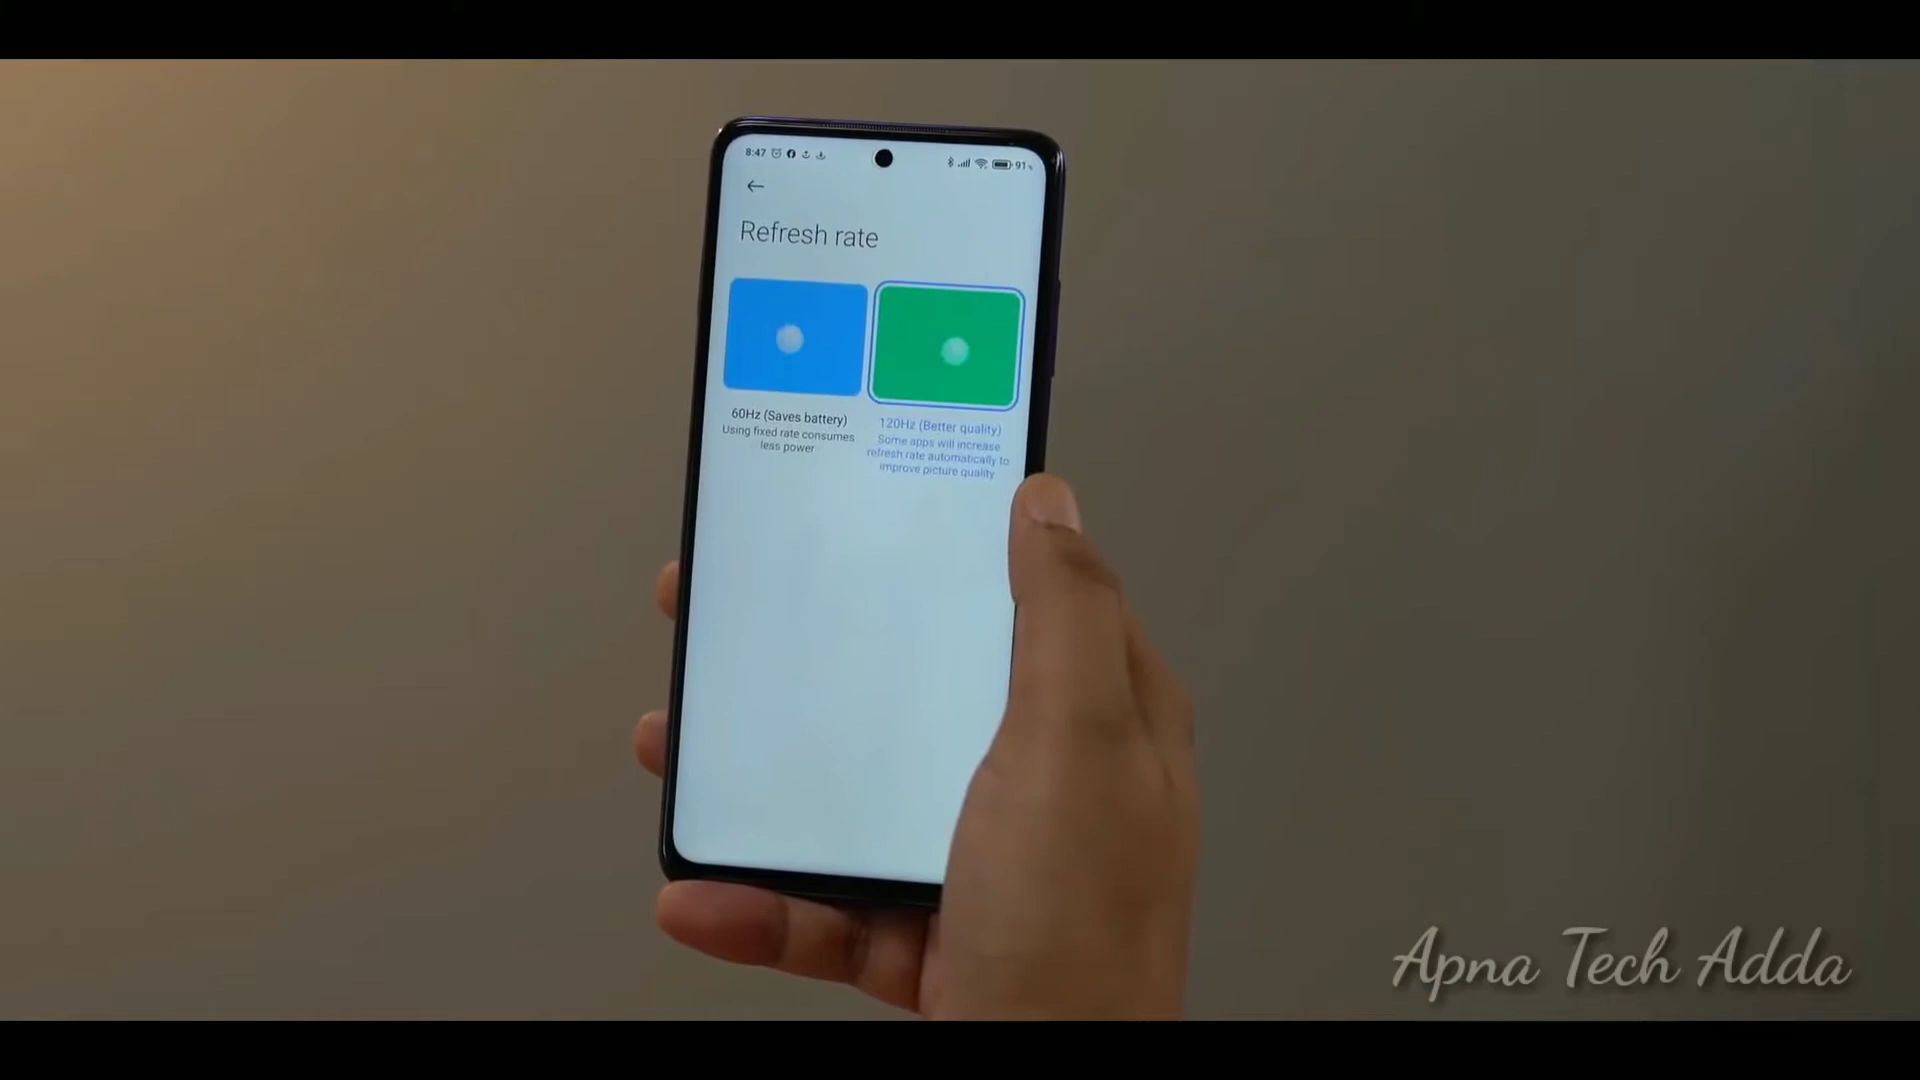 8:47
91
Refresh rate
60Hz (Saves battery)
Using fixed rate consumes
less power
120Hz (Better quality)
Some apps will increase
refresh rate automatically to
improve picture quality
Apna Tech Adda